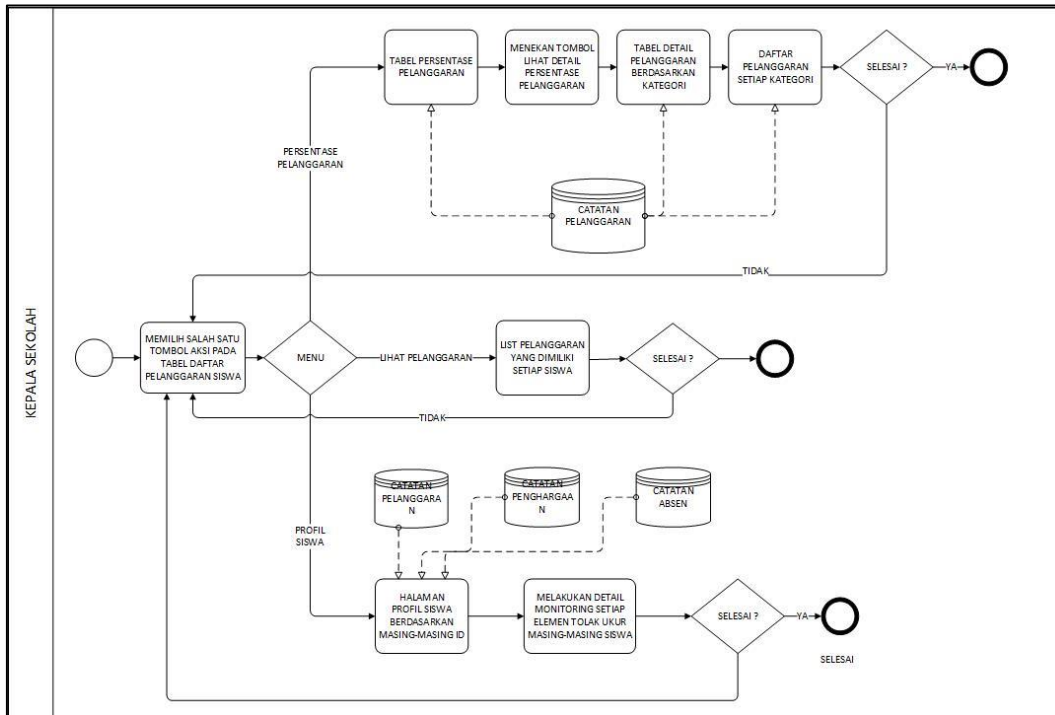 KEPALA SEKOLAH
TABEL PERSENTASE
PELANGGARAN
MENEKAN TOMBOL
LIHAT DETAIL
PERSENTASE
PELANGGARAN
TABEL DETAIL
PELANGGARAN
BERDASARKAN
KATEGORI
DAFTAR
PELANGGARAN
SETIAP KATEGORI
SELESAI ?
YA
PERSENTASE
PELANGGARAN
CATATAN
PELANGGARAN
TIDAK
MEMILIH SALAH SATU
TOMBOL AKSI PADA
TABEL DAFTAR
PELANGGARAN SISWA
MENU
LIHAT PELANGGARAN
LIST PELANGGARAN
YANG DIMILIKI
SETIAP SISWA
SELESAI ?
TIDAK
CATATAN
PELANGGARA
N
CATATAN
PENGHARGAA
N
CATATAN
ABSEN
PROFIL
SISWA
HALAMAN
PROFIL SISWA
BERDASARKAN
MASING-MASING ID
MELAKUKAN DETAIL
MONITORING SETIAP
ELEMEN TOLAK UKUR
MASING-MASING SISWA
SELESAI ?
YA
SELESAI